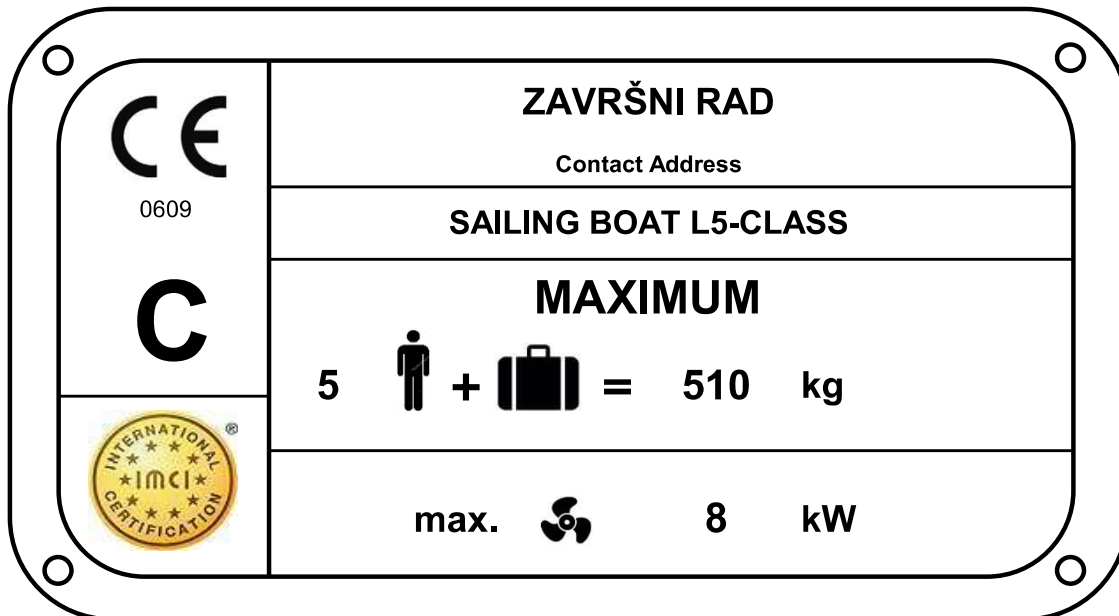 CE
0609
C
INTERNATIONAL ®
IMCI
CERTIFICATION
ZAVRŠNI RAD
Contact Address
SAILING BOAT L5-CLASS
MAXIMUM
5 + = 510 kg
max. 8 kW